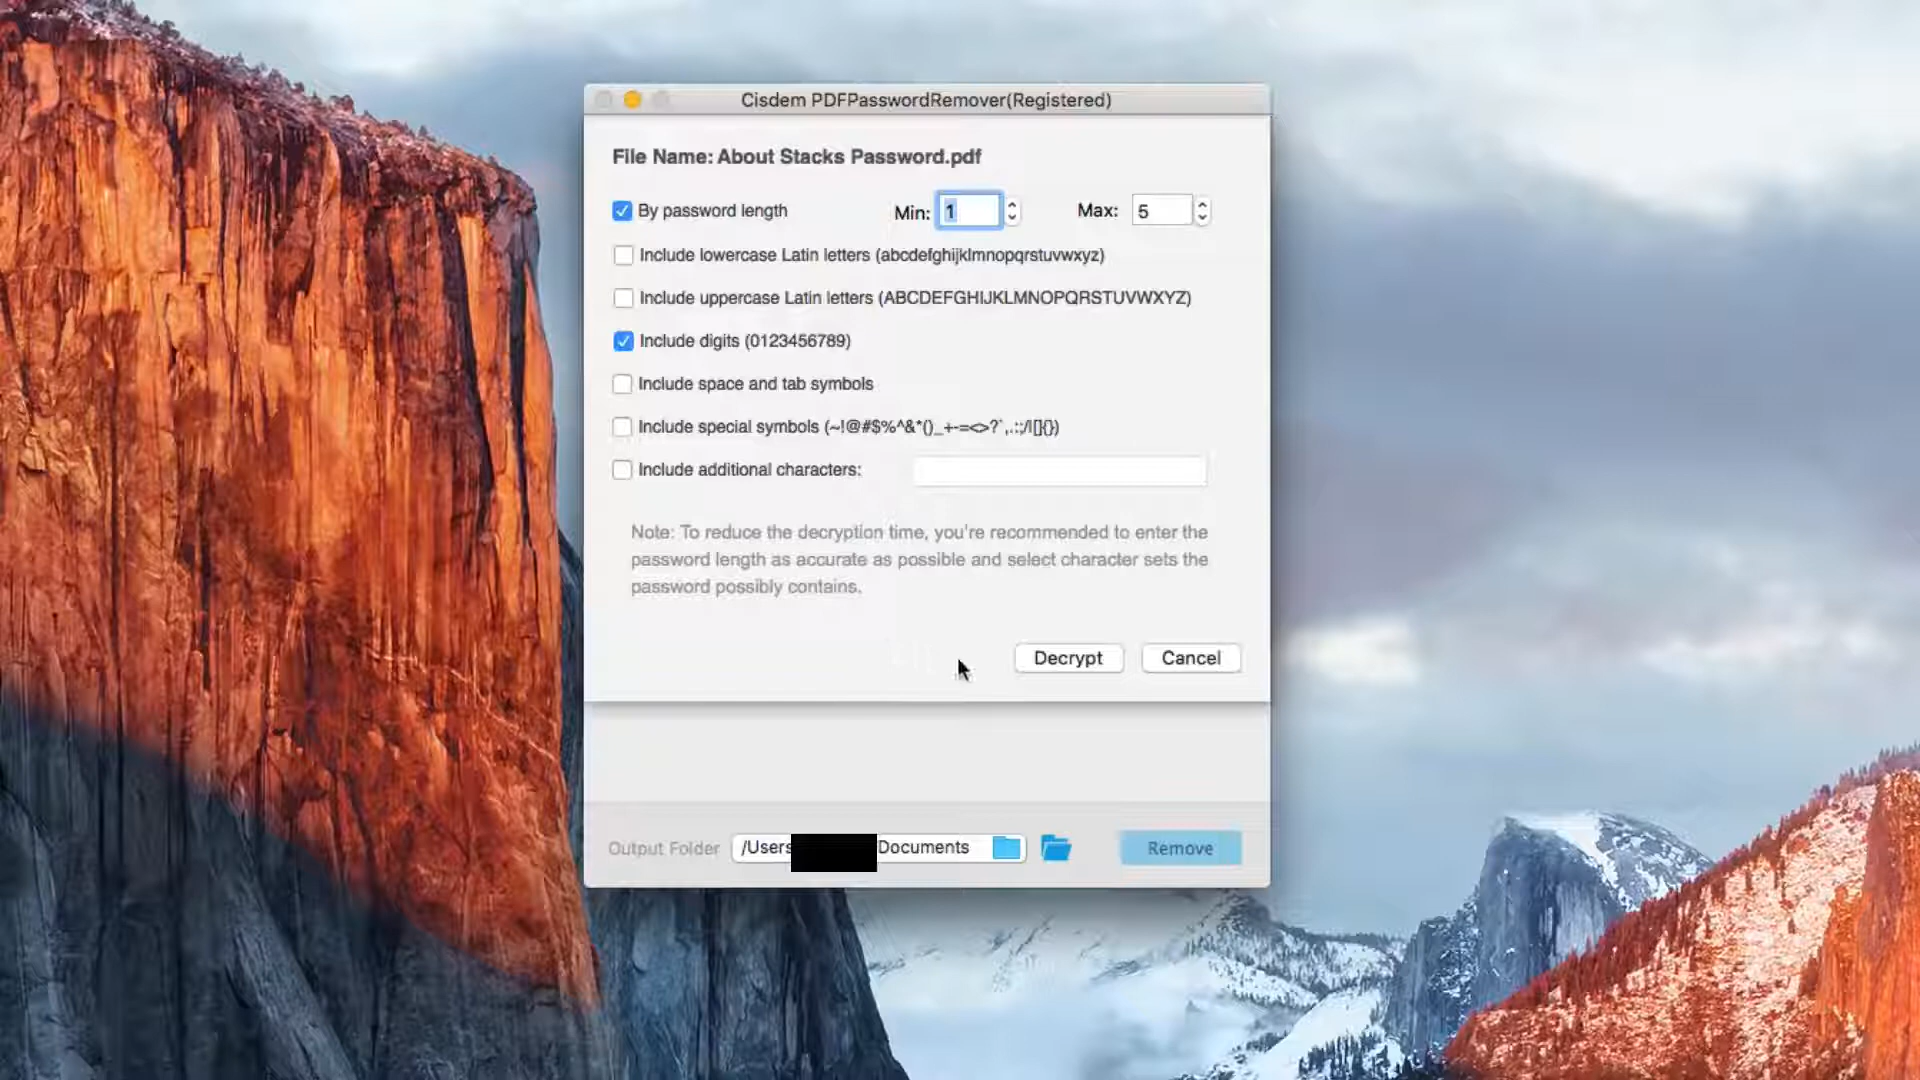 Cisdem PDFPasswordRemover(Registered)
File Name: About Stacks Password.pdf
By password length Min: 1 Max: 5
Include lowercase Latin letters (abcdefghijklmnopqrstuvwxyz)
Include uppercase Latin letters (ABCDEFGHIJKLMNOPQRSTUVWXYZ)
Include digits (0123456789)
Include space and tab symbols
Include special symbols (~!@#$%^&*()_+-=<>?`,.:;/|[]{})
Include additional characters:
Note: To reduce the decryption time, you're recommended to enter the
password length as accurate as possible and select character sets the
password possibly contains.
Decrypt Cancel
Output Folder /Users Documents Remove